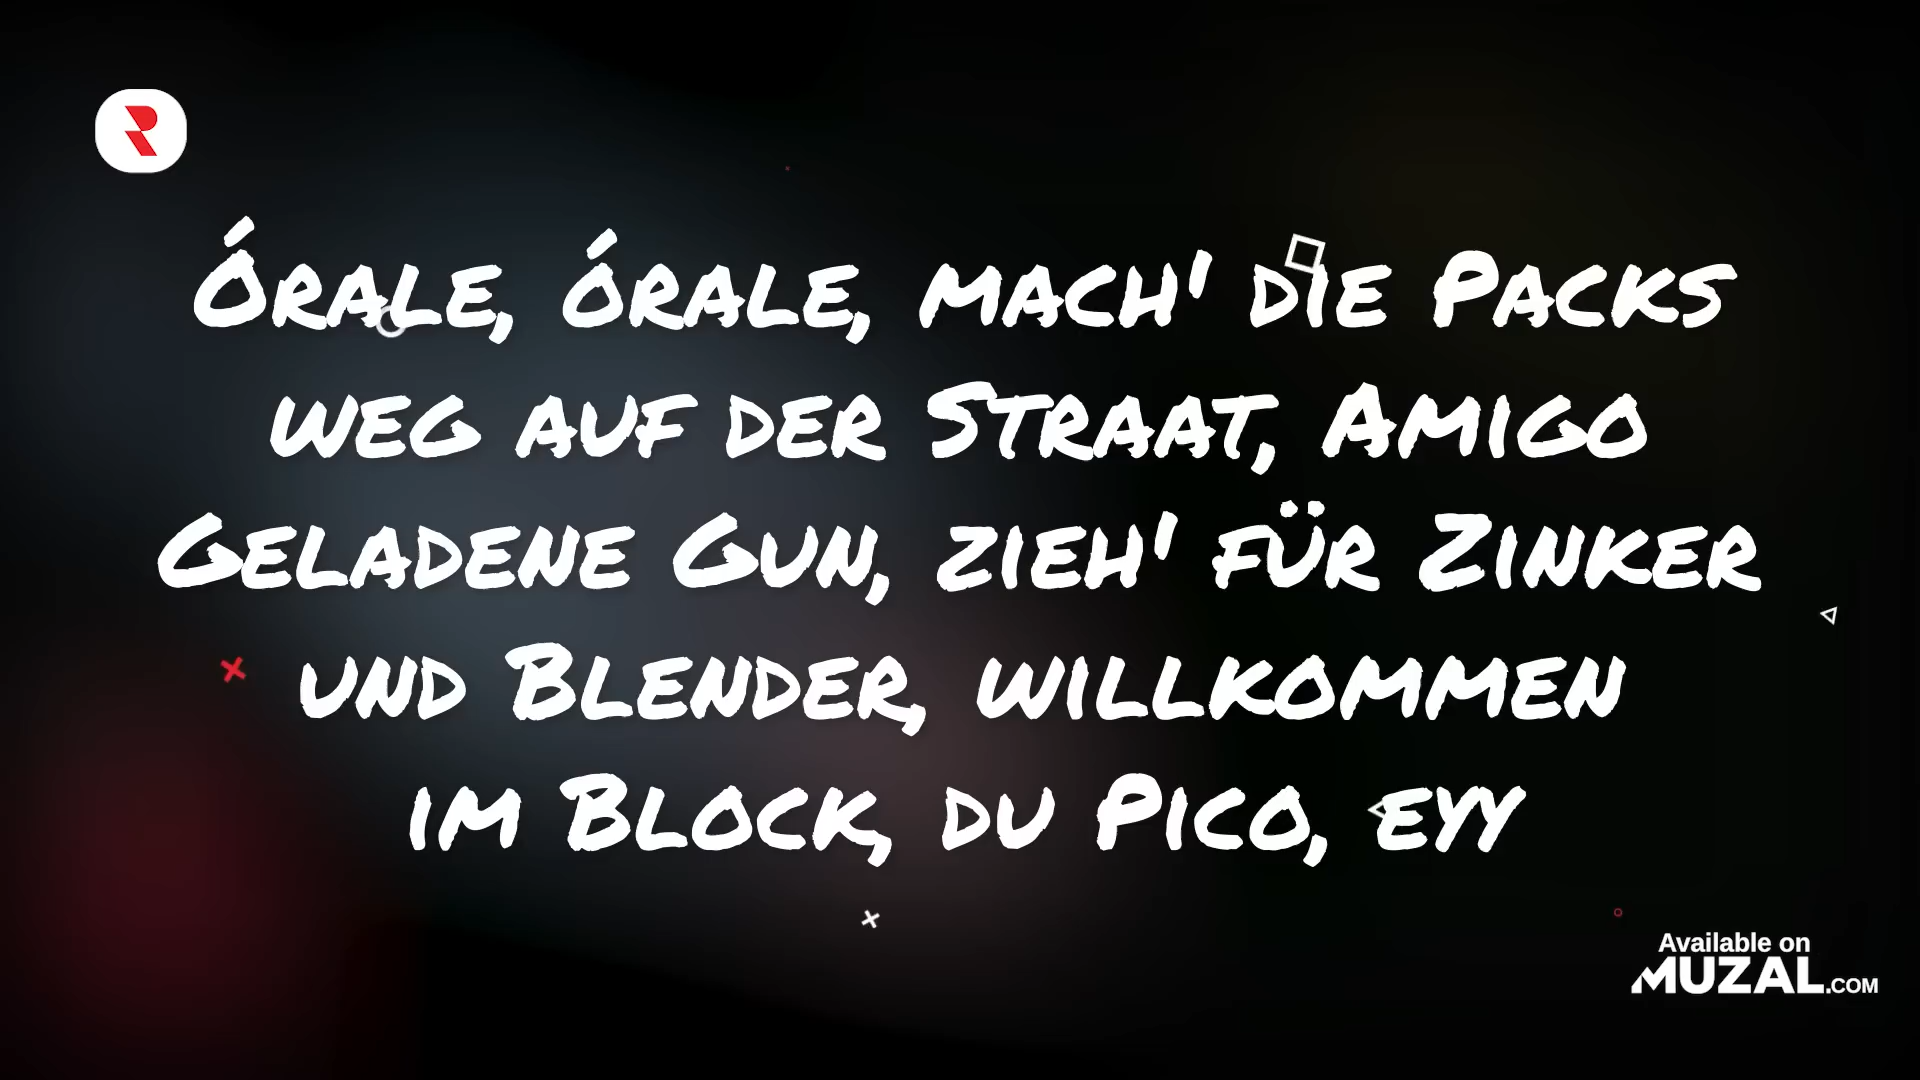 Órale, órale, mach' die Packs
weg auf der Straat, Amigo
Geladene Gun, zieh' für Zinker
und Blender, willkommen
im Block, du Pico, eyy
Available on
MUZAL.COM